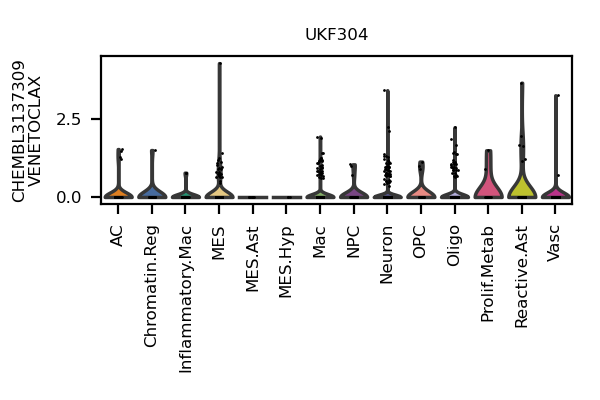 UKF304
CHEMBL3137309
VENETOCLAX
2.5
0.0
AC
Chromatin.Reg
Inflammatory.Mac
MES
MES.Ast
MES.Hyp
Mac
NPC
Neuron
OPC
Oligo
Prolif.Metab
Reactive.Ast
Vasc